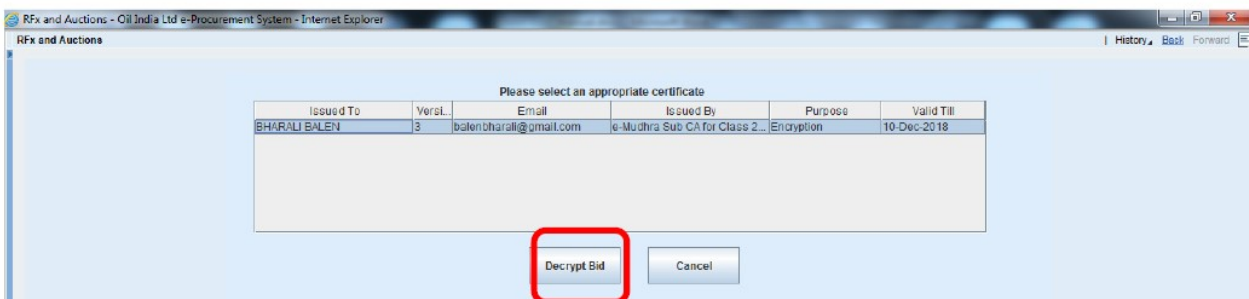 RFx and Auctions - Oil India Ltd e-Procurement System - Internet Explorer
RFx and Auctions | History Back Forward
Please select an appropriate certificate
Issued To Versi... Email Issued By Purpose Valid Till
BHARALI BALEN 3 balenbharali@gmail.com e-Mudhra Sub CA for Class 2... Encryption 10-Dec-2018
Decrypt Bid Cancel